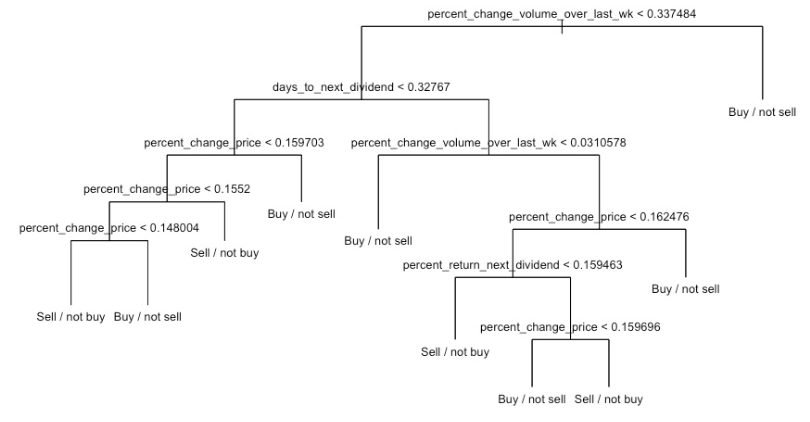 percent_change_volume_over_last_wk < 0.337484
days_to_next_dividend < 0.32767
Buy / not sell
percent_change_price < 0.159703
percent_change_volume_over_last_wk < 0.0310578
percent_change_price < 0.1552
Buy / not sell
percent_change_price < 0.162476
percent_change_price < 0.148004
Buy / not sell
Sell / not buy
percent_return_next_dividend < 0.159463
Buy / not sell
Sell / not buy
Buy / not sell
percent_change_price < 0.159696
Sell / not buy
Buy / not sell
Sell / not buy